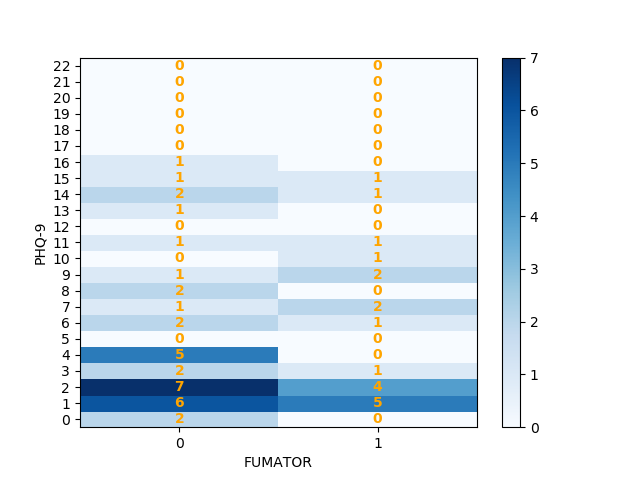 22 0 0 7
21 0 0
20 0 0
19 0 0 6
18 0 0
17 0 0
16 1 0
15 1 1 5
14 2 1
13 1 0
12 0 0 4
11 1 1
10 0 1
9 1 2 3
8 2 0
7 1 2
6 2 1 2
5 0 0
4 5 0
3 2 1 1
2 7 4
1 6 5
0 2 0 0
PHQ-9
0 1
FUMATOR